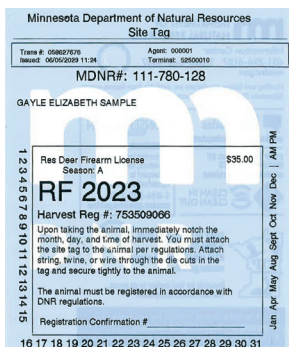 Minnesota Department of Natural Resources
Site Tag
Trans #: 058627676 Agent: 000001
Issued: 06/05/2023 11:24 Terminal: 52500010
MDNR#: 111-780-128
GAYLE ELIZABETH SAMPLE
Res Deer Firearm License $35.00
Season: A
RF 2023
Harvest Reg #: 753509066
Upon taking the animal, immediately notch the
month, day, and time of harvest. You must attach
the site tag to the animal per regulations. Attach
string, twine, or wire through the die cuts in the
tag and secure tightly to the animal.
The animal must be registered in accordance with
DNR regulations.
Registration Confirmation #
1 2 3 4 5 6 7 8 9 10 11 12 13 14 15
16 17 18 19 20 21 22 23 24 25 26 27 28 29 30 31
Jan Apr May Aug Sept Oct Nov Dec | AM PM